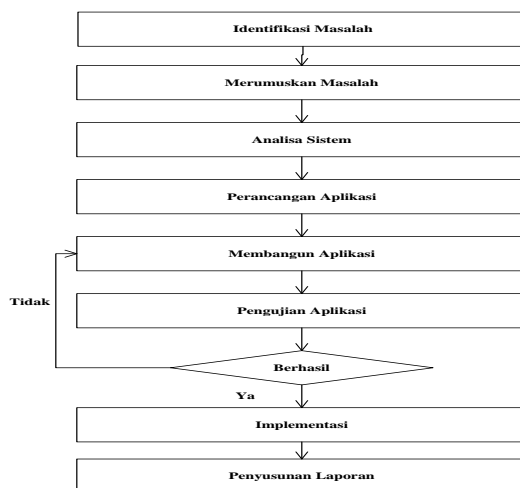 Identifikasi Masalah
Merumuskan Masalah
Analisa Sistem
Perancangan Aplikasi
Membangun Aplikasi
Tidak
Pengujian Aplikasi
Berhasil
Ya
Implementasi
Penyusunan Laporan